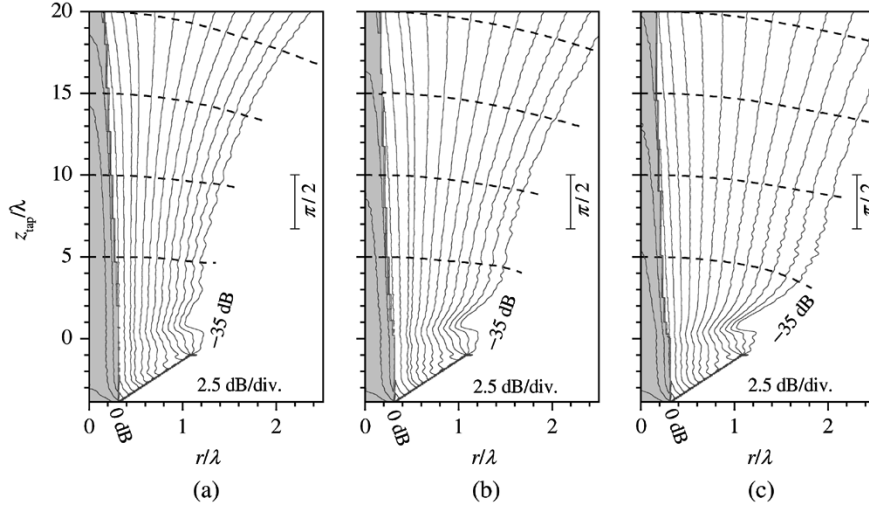 20
15
10
5
0
z_tap/λ
π/2
−35 dB
2.5 dB/div.
0 dB
0 1 2
r/λ
(a)
π/2
−35 dB
2.5 dB/div.
0 dB
0 1 2
r/λ
(b)
π/2
−35 dB
2.5 dB/div.
0 dB
0 1 2
r/λ
(c)